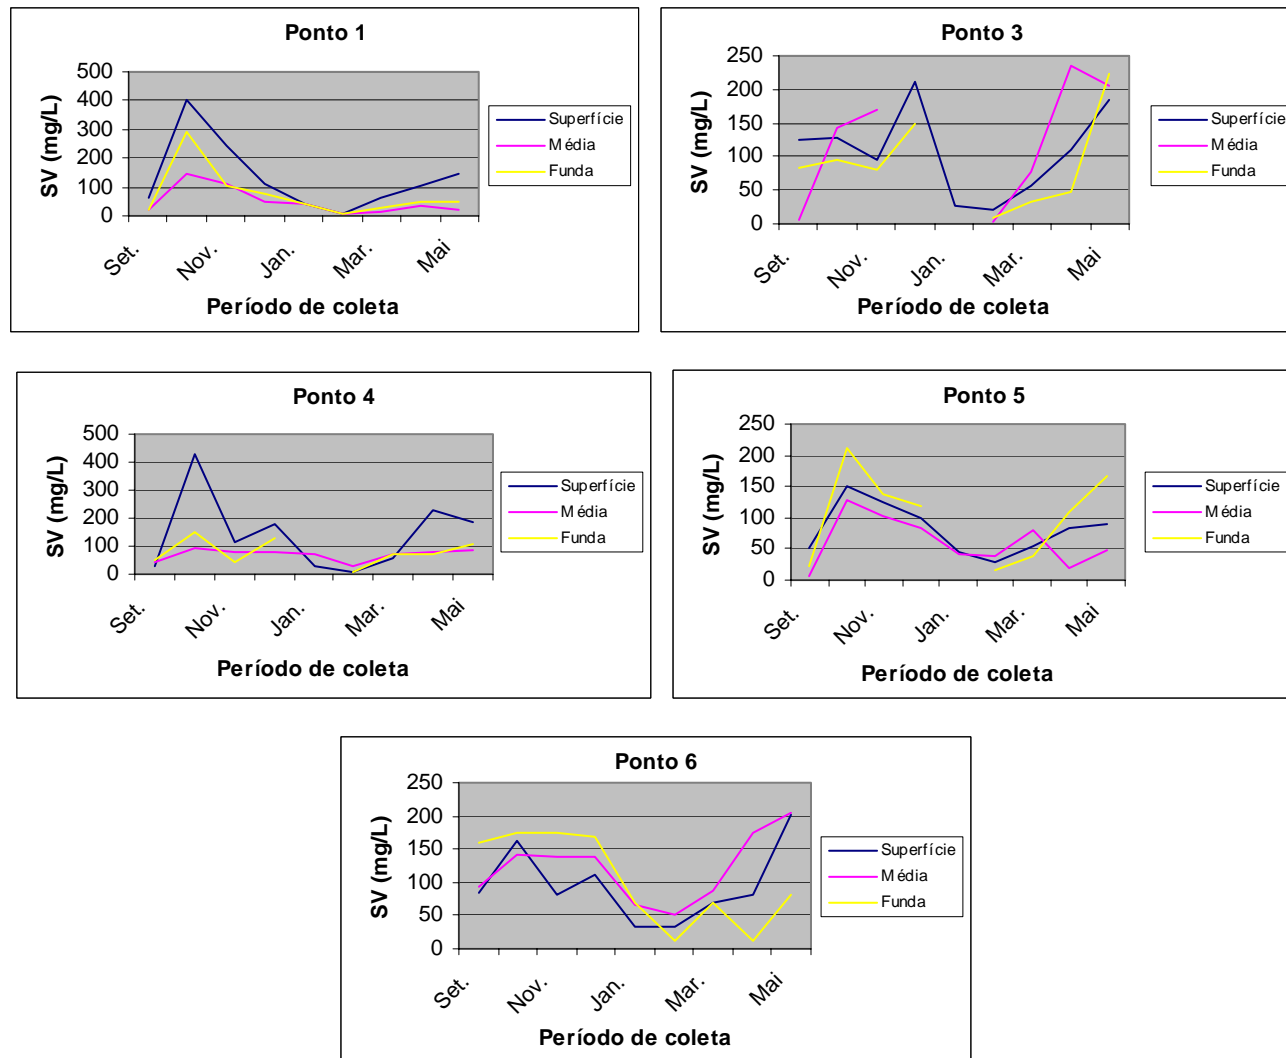 Ponto 1
SV (mg/L)
500
400
300
200
100
0
Set.
Nov.
Jan.
Mar.
Mai
Período de coleta
Superfície
Média
Funda
Ponto 3
SV (mg/L)
250
200
150
100
50
0
Set.
Nov.
Jan.
Mar.
Mai
Período de coleta
Superfície
Média
Funda
Ponto 4
SV (mg/L)
500
400
300
200
100
0
Set.
Nov.
Jan.
Mar.
Mai
Período de coleta
Superfície
Média
Funda
Ponto 5
SV (mg/L)
250
200
150
100
50
0
Set.
Nov.
Jan.
Mar.
Mai
Período de coleta
Superfície
Média
Funda
Ponto 6
SV (mg/L)
250
200
150
100
50
0
Set.
Nov.
Jan.
Mar.
Mai
Período de coleta
Superfície
Média
Funda